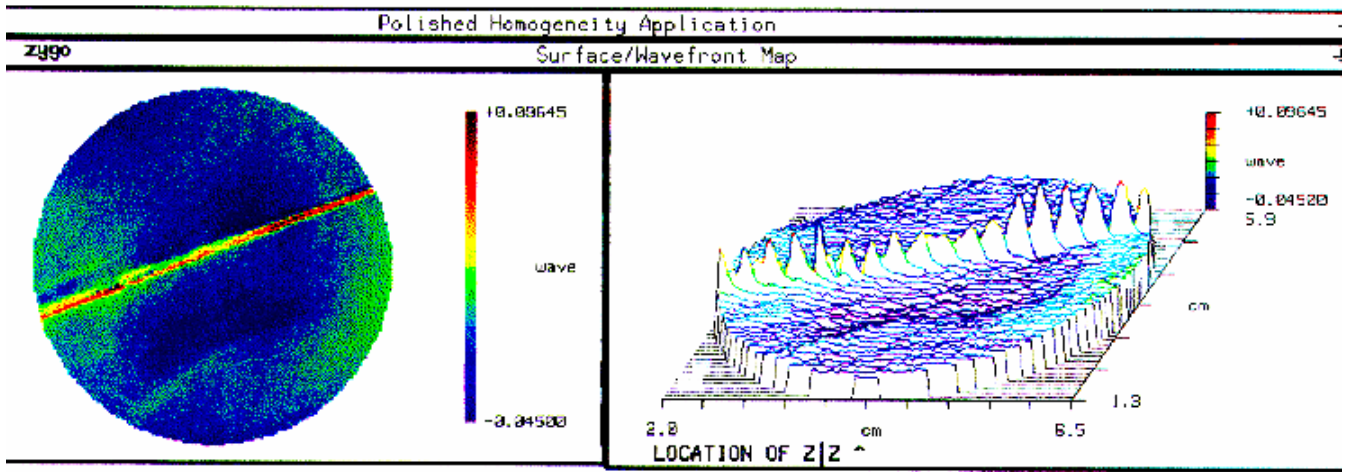 Polished Homogeneity Application
zygo
Surface/Wavefront Map
+0.09645
wave
-0.04500
+0.09645
wave
-0.04500
5.9
cm
1.3
2.0
cm
6.5
LOCATION OF Z|Z ^